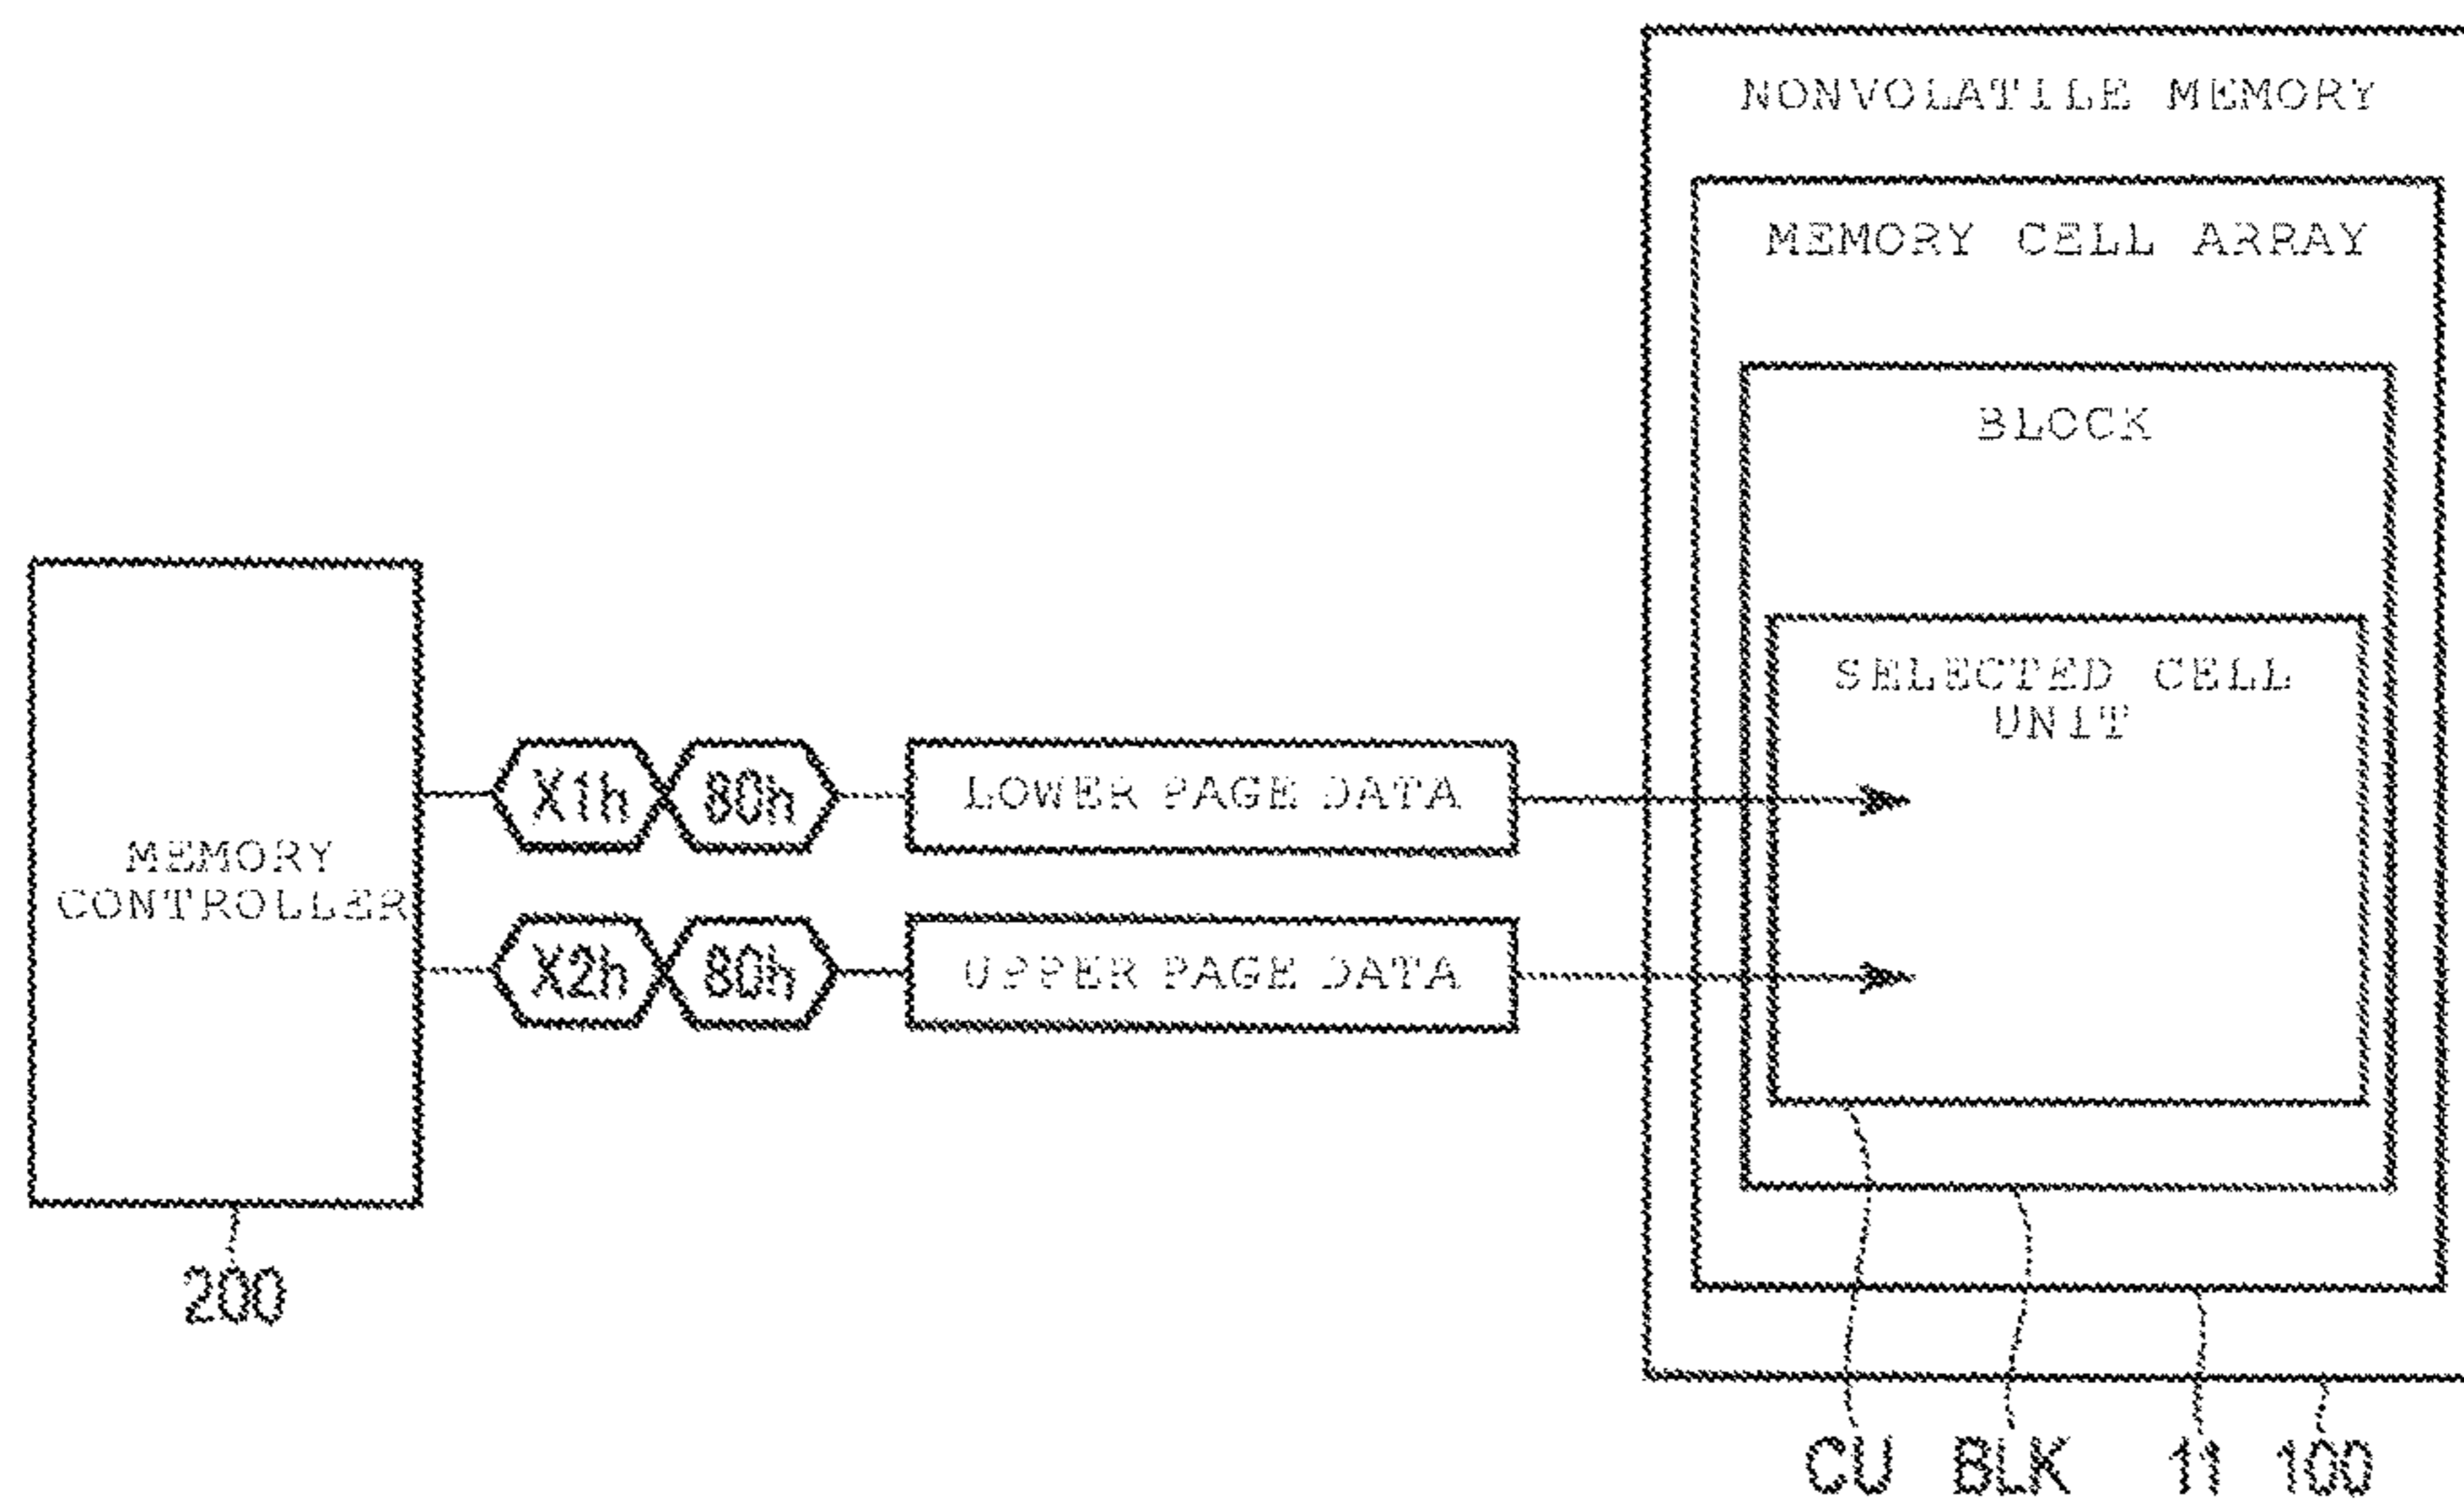 NONVOLATILE MEMORY
MEMORY CELL ARRAY
BLOCK
SELECTED CELL
UNIT
X1h
80h
LOWER PAGE DATA
MEMORY
CONTROLLER
X2h
80h
UPPER PAGE DATA
200
CU
BLK
11
100